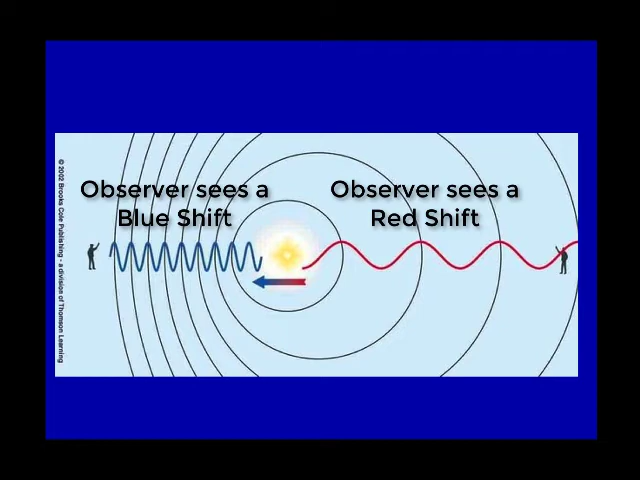 Observer sees a
Blue Shift
Observer sees a
Red Shift
© 2002 Brooks Cole Publishing - a division of Thomson Learning